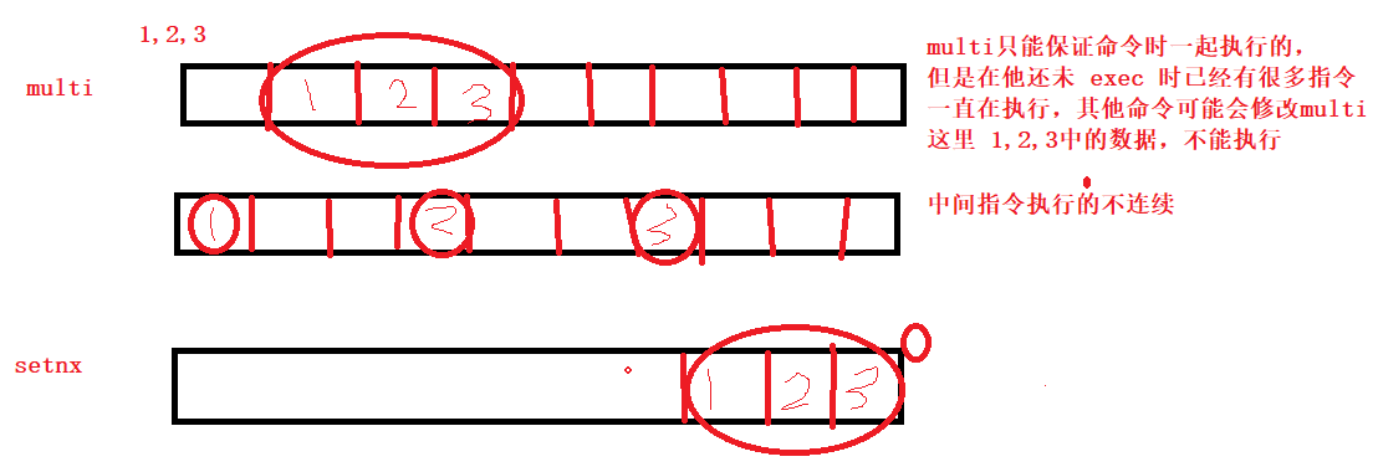 1,2,3
multi
1 2 3
multi只能保证命令时一起执行的，
但是在他还未 exec 时已经有很多指令
一直在执行，其他命令可能会修改multi
这里 1,2,3中的数据，不能执行
1 2 3
中间指令执行的不连续
setnx
1 2 3